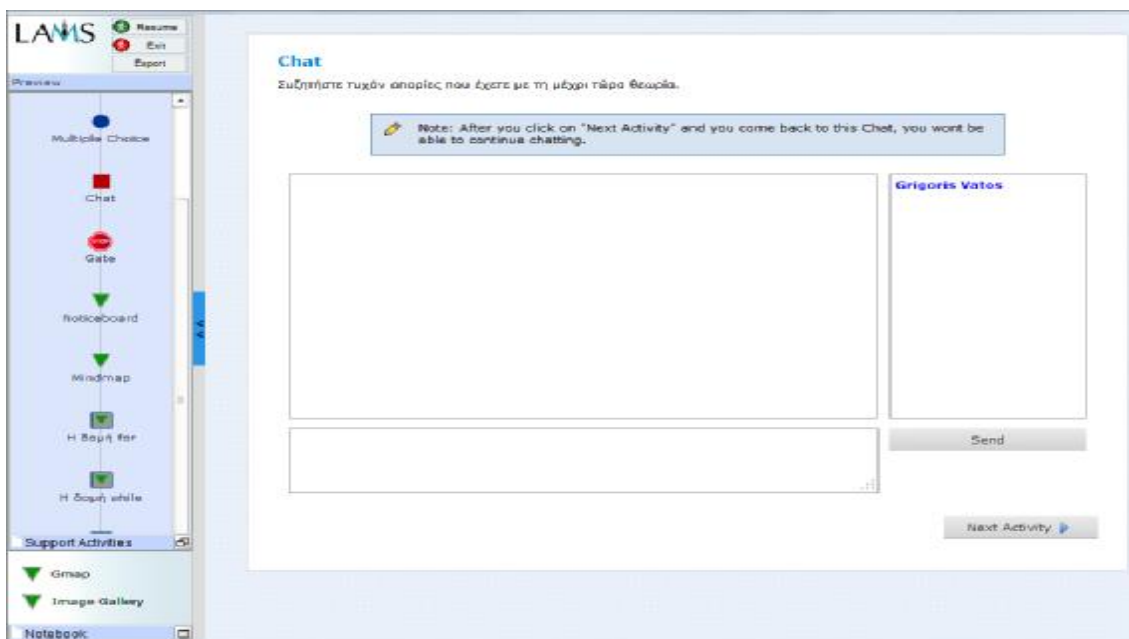 LAMS
Resume
Exit
Export
Preview
Multiple Choice
Chat
STOP
Gate
Noticeboard
Mindmap
Η δομή for
Η δομή while
Support Activities
Gmap
Image Gallery
Notebook
Chat
Συζητήστε τυχόν απορίες που έχετε με τη μέχρι τώρα θεωρία.
Note: After you click on "Next Activity" and you come back to this Chat, you wont be
able to continue chatting.
Grigoris Vatos
Send
Next Activity